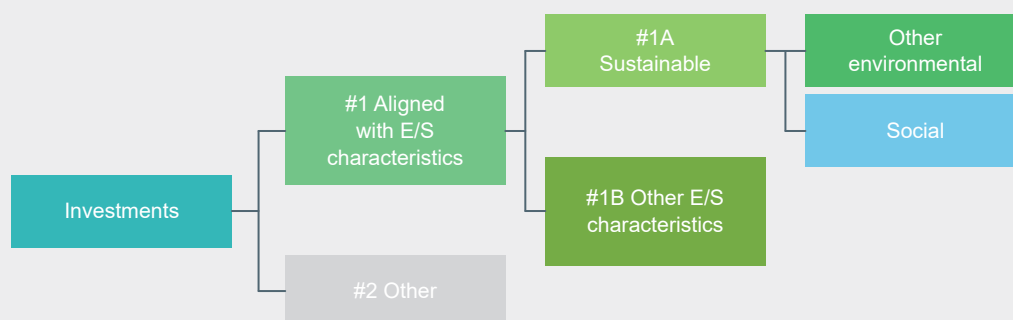 #1A
Sustainable
Other
environmental
#1 Aligned
with E/S
characteristics
Social
Investments
#1B Other E/S
characteristics
#2 Other